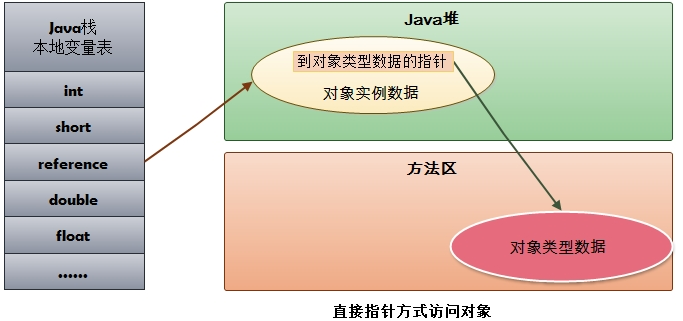 Java栈
本地变量表
int
short
reference
double
float
......
Java堆
到对象类型数据的指针
对象实例数据
方法区
对象类型数据
直接指针方式访问对象